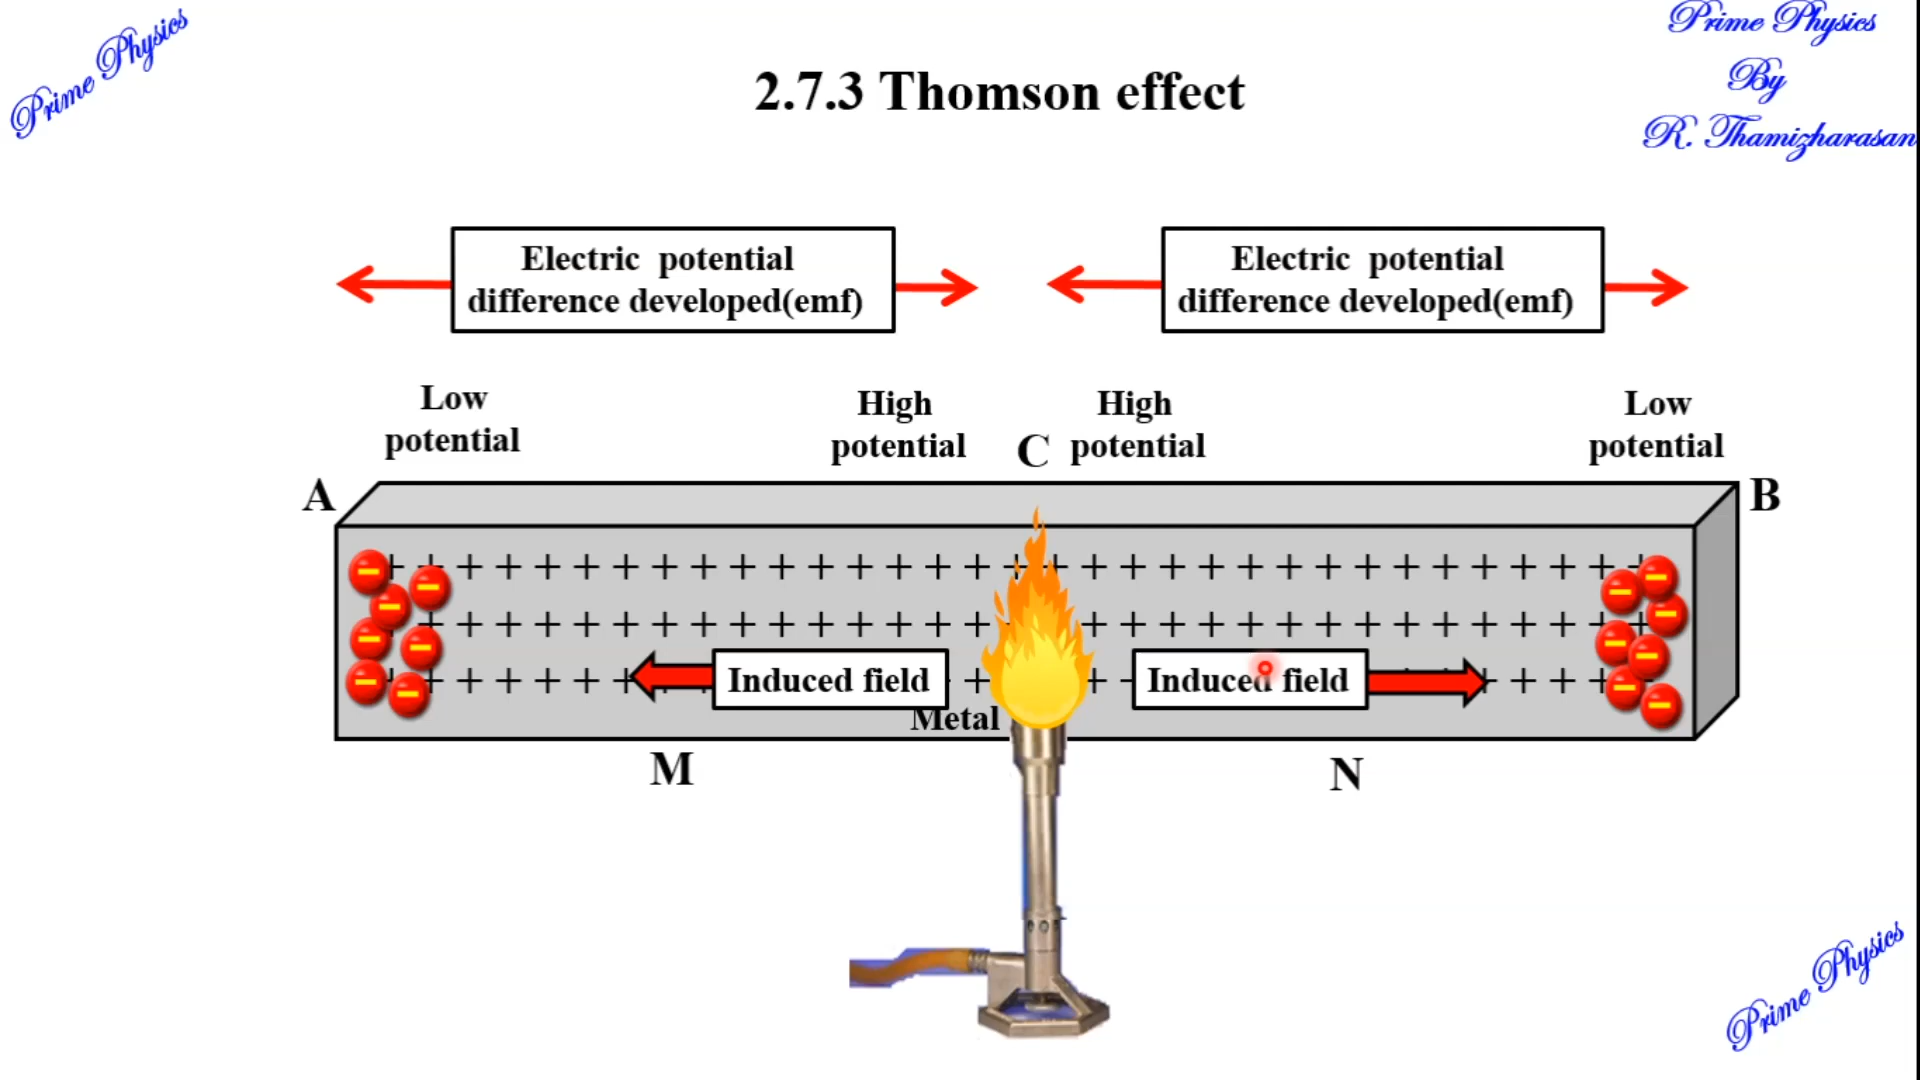 Prime Physics
Prime Physics
By
R. Thamizharasan
2.7.3 Thomson effect
Electric potential
difference developed(emf)
Electric potential
difference developed(emf)
Low
potential
High
potential
C
High
potential
Low
potential
A
B
Induced field
Induced field
Metal
M
N
Prime Physics